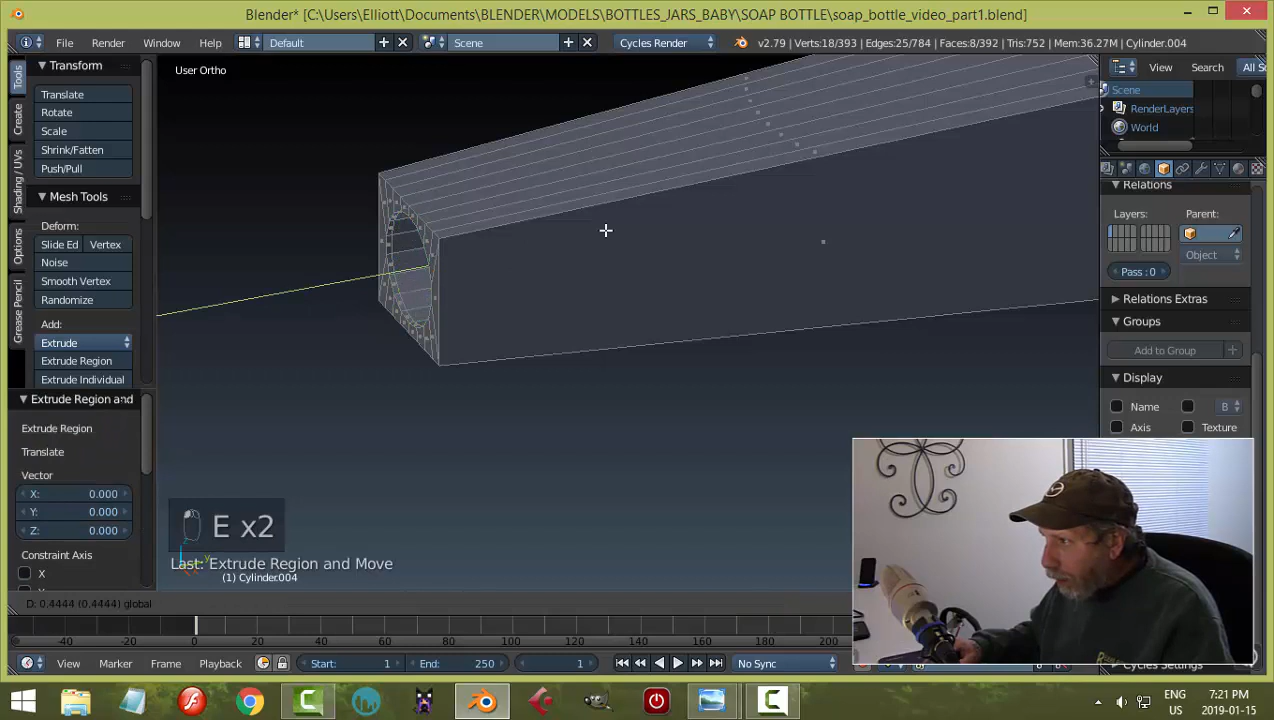 Blender* [C:\Users\Elliott\Documents\BLENDER\MODELS\BOTTLES_JARS_BABY\SOAP BOTTLE\soap_bottle_video_part1.blend]
File Render Window Help Default Scene Cycles Render v2.79 | Verts:18/393 | Edges:25/784 | Faces:8/392 | Tris:752 | Mem:36.27M | Cylinder.004
Tools
Create
Shading / UVs
Options
Grease Pencil
Transform
Translate
Rotate
Scale
Shrink/Fatten
Push/Pull
Mesh Tools
Deform:
Slide Ed Vertex
Noise
Smooth Vertex
Randomize
Add:
Extrude
Extrude Region
Extrude Individual
Extrude Region and
Extrude Region
Translate
Vector
X: 0.000
Y: 0.000
Z: 0.000
Constraint Axis
X
User Ortho
E x2
Last: Extrude Region and Move
(1) Cylinder.004
D: 0.4444 (0.4444) global
View Search All S
Scene
RenderLayers
World
Relations
Layers: Parent:
Object
Pass : 0
Relations Extras
Groups
Add to Group
Display
Name B
Axis Texture
-40 -20 0 20 40 60 80 100 120 140 160 180 200
View Marker Frame Playback Start: 1 End: 250 1 No Sync
ENG 7:21 PM
US 2019-01-15